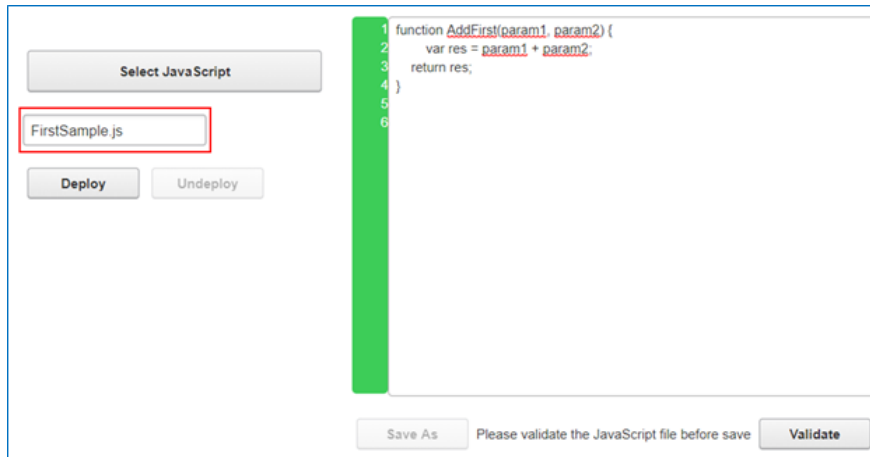 Select JavaScript
FirstSample.js
Deploy Undeploy
1 function AddFirst(param1, param2) {
2 var res = param1 + param2;
3 return res;
4 }
5
6
Save As Please validate the JavaScript file before save Validate